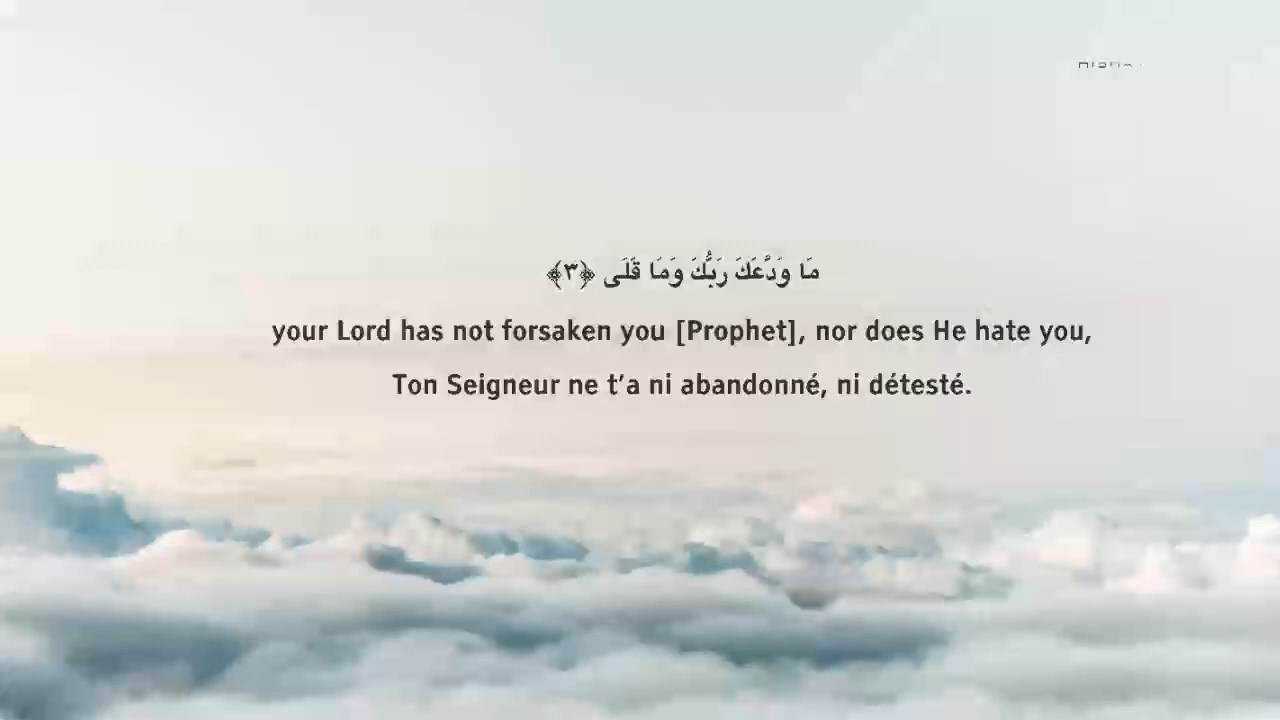 مَا وَدَّعَكَ رَبُّكَ وَمَا قَلَى ﴿٣﴾
your Lord has not forsaken you [Prophet], nor does He hate you,
Ton Seigneur ne t’a ni abandonné, ni détesté.